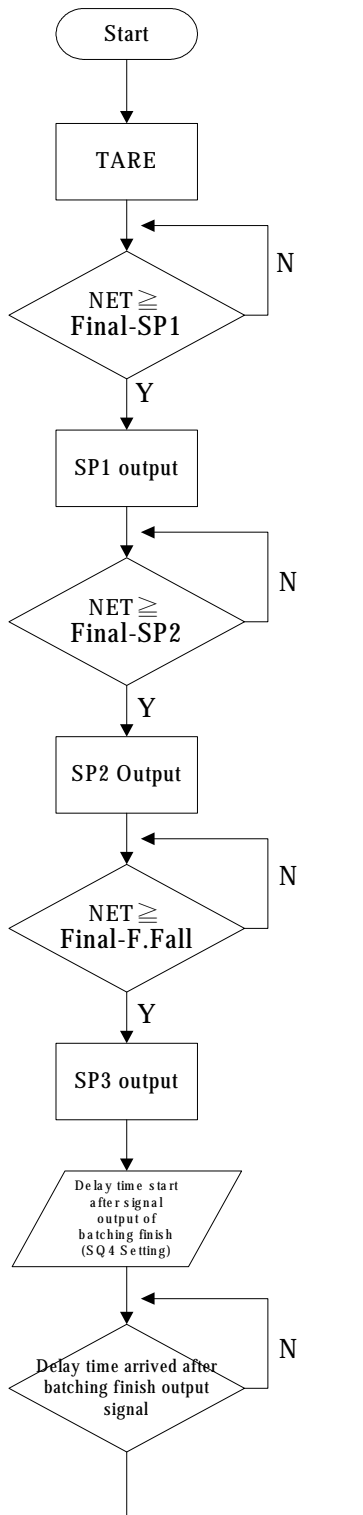 Start
TARE
N
NET ≧
Final-SP1
Y
SP1 output
N
NET ≧
Final-SP2
Y
SP2 Output
N
NET ≧
Final-F.Fall
Y
SP3 output
Delay time start
after signal
output of
batching finish
(SQ4 Setting)
N
Delay time arrived after
batching finish output
signal